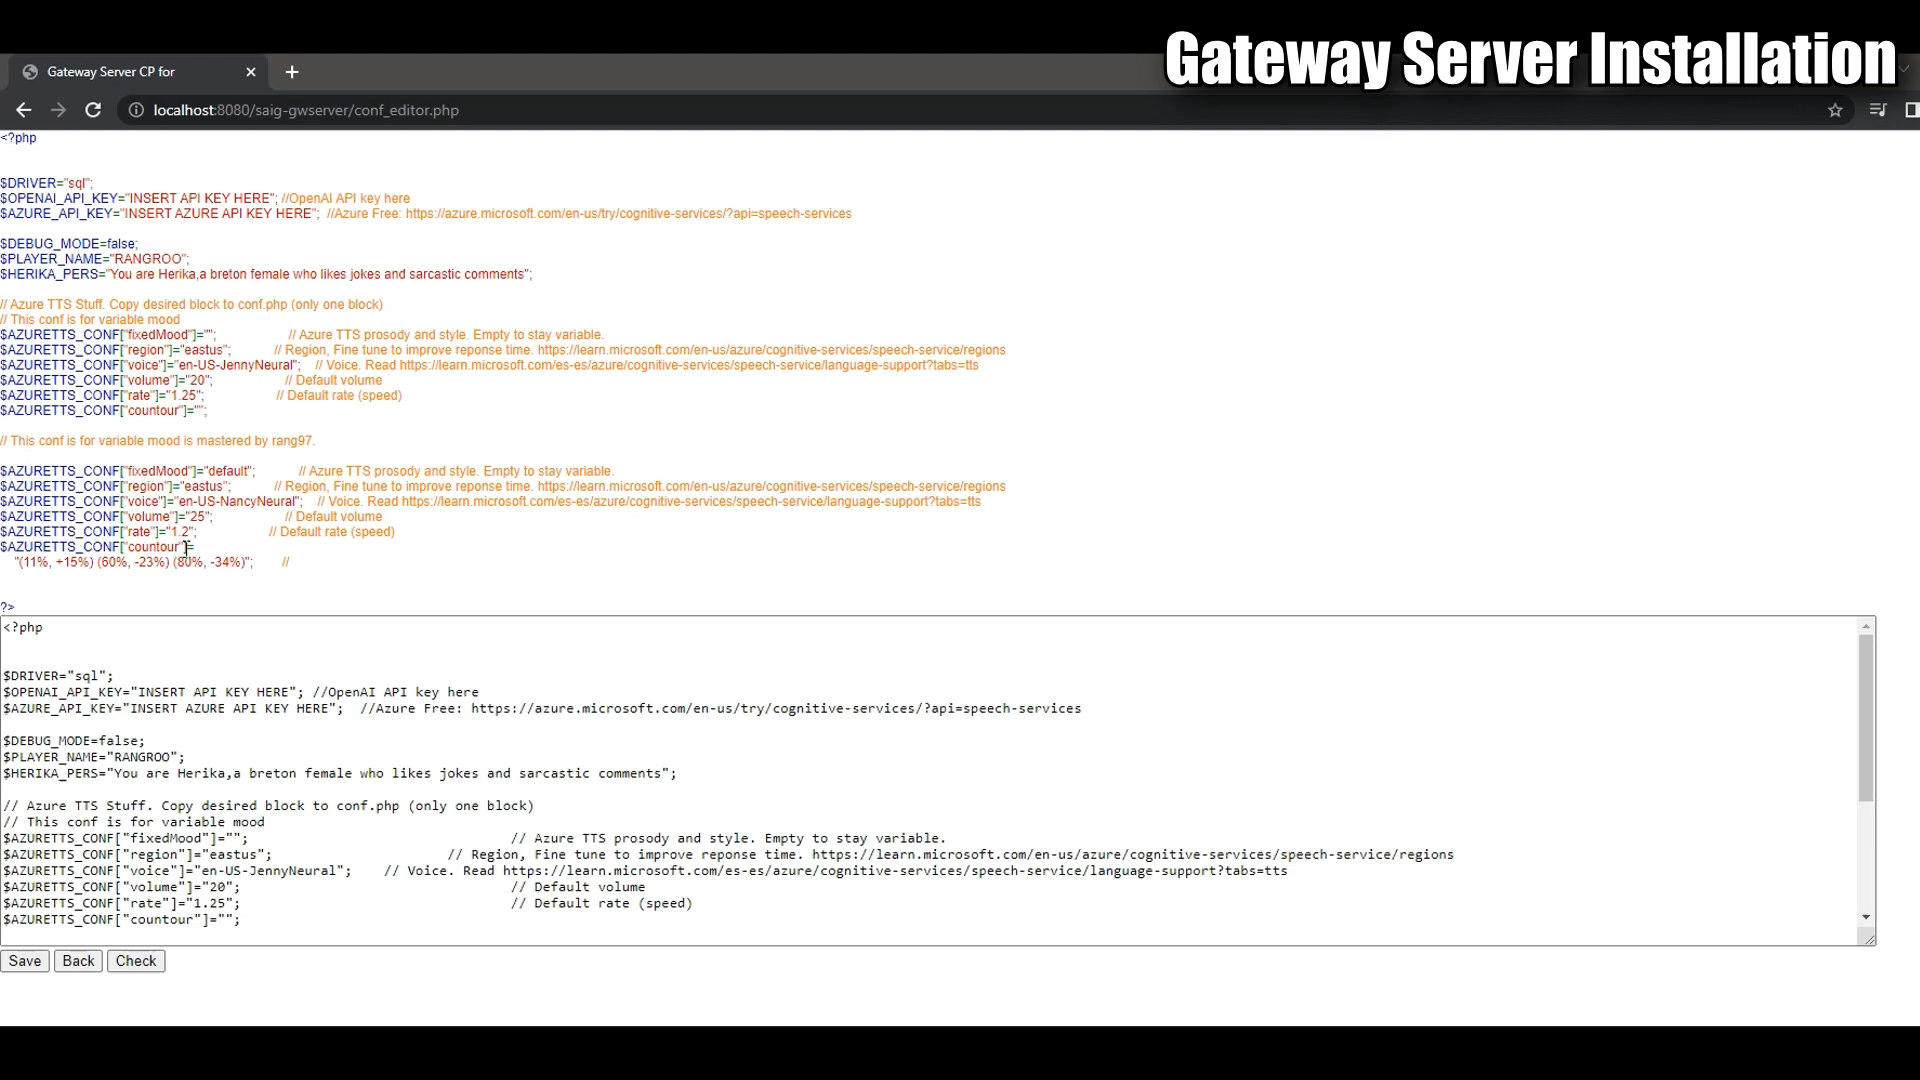 Gateway Server Installation
Gateway Server CP for
localhost:8080/saig-gwserver/conf_editor.php
<?php
$DRIVER="sql";
$OPENAI_API_KEY="INSERT API KEY HERE"; //OpenAI API key here
$AZURE_API_KEY="INSERT AZURE API KEY HERE"; //Azure Free: https://azure.microsoft.com/en-us/try/cognitive-services/?api=speech-services
$DEBUG_MODE=false;
$PLAYER_NAME="RANGROO";
$HERIKA_PERS="You are Herika,a breton female who likes jokes and sarcastic comments";
// Azure TTS Stuff. Copy desired block to conf.php (only one block)
// This conf is for variable mood
$AZURETTS_CONF["fixedMood"]=""; // Azure TTS prosody and style. Empty to stay variable.
$AZURETTS_CONF["region"]="eastus"; // Region, Fine tune to improve reponse time. https://learn.microsoft.com/en-us/azure/cognitive-services/speech-service/regions
$AZURETTS_CONF["voice"]="en-US-JennyNeural"; // Voice. Read https://learn.microsoft.com/es-es/azure/cognitive-services/speech-service/language-support?tabs=tts
$AZURETTS_CONF["volume"]="20"; // Default volume
$AZURETTS_CONF["rate"]="1.25"; // Default rate (speed)
$AZURETTS_CONF["countour"]="";
// This conf is for variable mood is mastered by rang97.
$AZURETTS_CONF["fixedMood"]="default"; // Azure TTS prosody and style. Empty to stay variable.
$AZURETTS_CONF["region"]="eastus"; // Region, Fine tune to improve reponse time. https://learn.microsoft.com/en-us/azure/cognitive-services/speech-service/regions
$AZURETTS_CONF["voice"]="en-US-NancyNeural"; // Voice. Read https://learn.microsoft.com/es-es/azure/cognitive-services/speech-service/language-support?tabs=tts
$AZURETTS_CONF["volume"]="25"; // Default volume
$AZURETTS_CONF["rate"]="1.2"; // Default rate (speed)
$AZURETTS_CONF["countour"]=
"(11%, +15%) (60%, -23%) (80%, -34%)"; //
?>
<?php
$DRIVER="sql";
$OPENAI_API_KEY="INSERT API KEY HERE"; //OpenAI API key here
$AZURE_API_KEY="INSERT AZURE API KEY HERE"; //Azure Free: https://azure.microsoft.com/en-us/try/cognitive-services/?api=speech-services
$DEBUG_MODE=false;
$PLAYER_NAME="RANGROO";
$HERIKA_PERS="You are Herika,a breton female who likes jokes and sarcastic comments";
// Azure TTS Stuff. Copy desired block to conf.php (only one block)
// This conf is for variable mood
$AZURETTS_CONF["fixedMood"]=""; // Azure TTS prosody and style. Empty to stay variable.
$AZURETTS_CONF["region"]="eastus"; // Region, Fine tune to improve reponse time. https://learn.microsoft.com/en-us/azure/cognitive-services/speech-service/regions
$AZURETTS_CONF["voice"]="en-US-JennyNeural"; // Voice. Read https://learn.microsoft.com/es-es/azure/cognitive-services/speech-service/language-support?tabs=tts
$AZURETTS_CONF["volume"]="20"; // Default volume
$AZURETTS_CONF["rate"]="1.25"; // Default rate (speed)
$AZURETTS_CONF["countour"]="";
Save Back Check